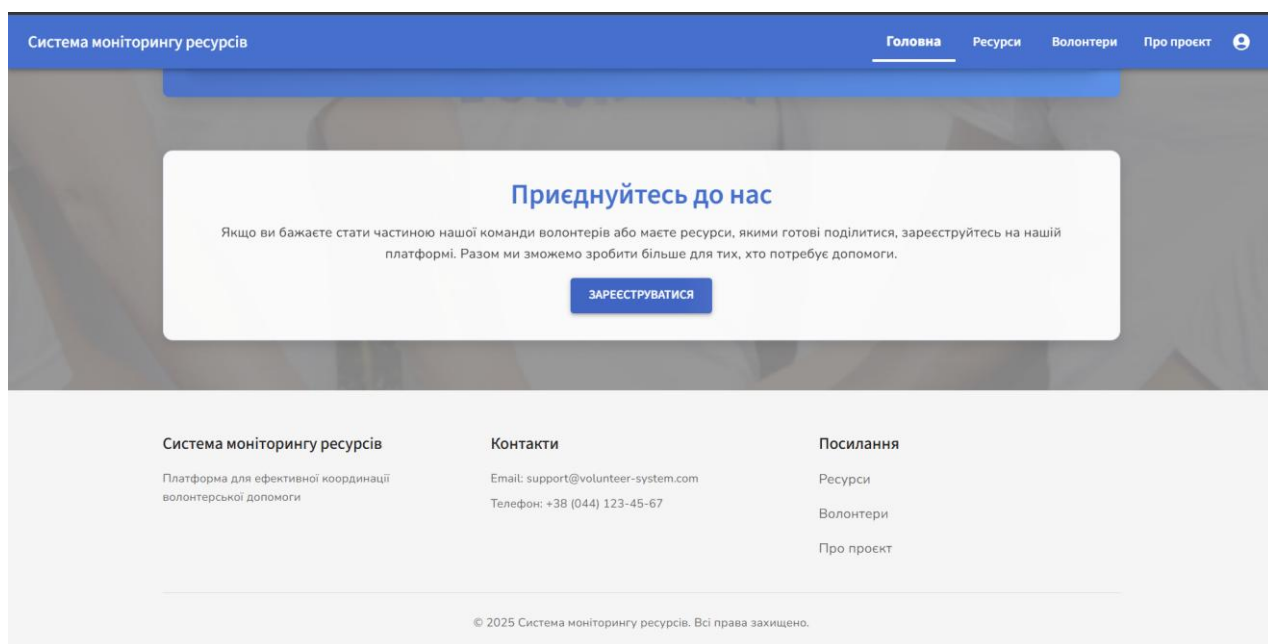 Система моніторингу ресурсів
Головна Ресурси Волонтери Про проєкт
Приєднуйтесь до нас
Якщо ви бажаєте стати частиною нашої команди волонтерів або маєте ресурси, якими готові поділитися, зареєструйтесь на нашій
платформі. Разом ми зможемо зробити більше для тих, хто потребує допомоги.
ЗАРЕЄСТРУВАТИСЯ
Система моніторингу ресурсів
Платформа для ефективної координації
волонтерської допомоги
Контакти
Email: support@volunteer-system.com
Телефон: +38 (044) 123-45-67
Посилання
Ресурси
Волонтери
Про проєкт
© 2025 Система моніторингу ресурсів. Всі права захищено.